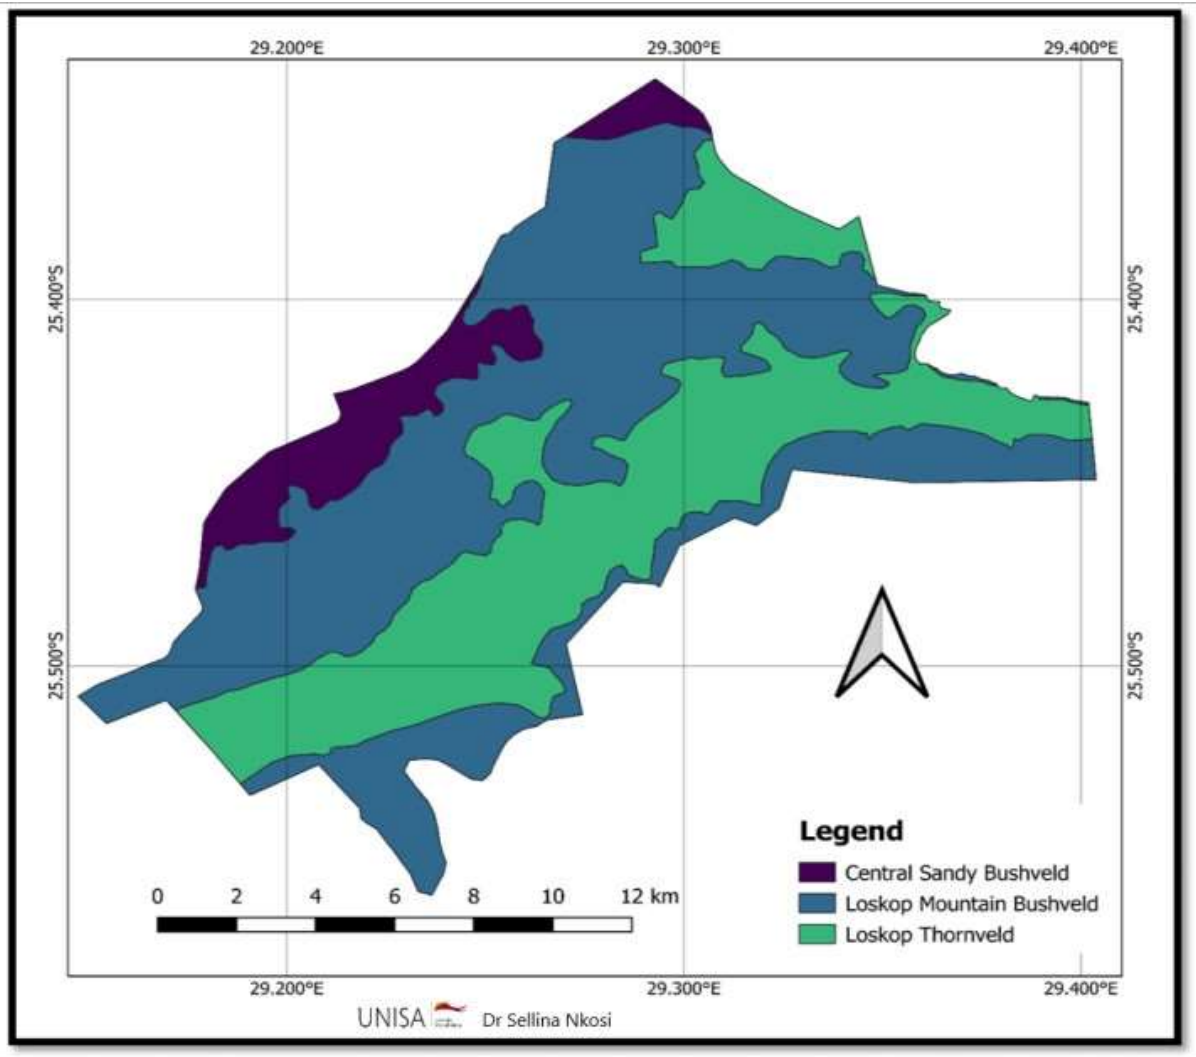 29.200°E 29.300°E 29.400°E
25.400°S 25.400°S
25.500°S 25.500°S
Legend
Central Sandy Bushveld
Loskop Mountain Bushveld
Loskop Thornveld
0 2 4 6 8 10 12 km
29.200°E 29.300°E 29.400°E
UNISA Dr Sellina Nkosi